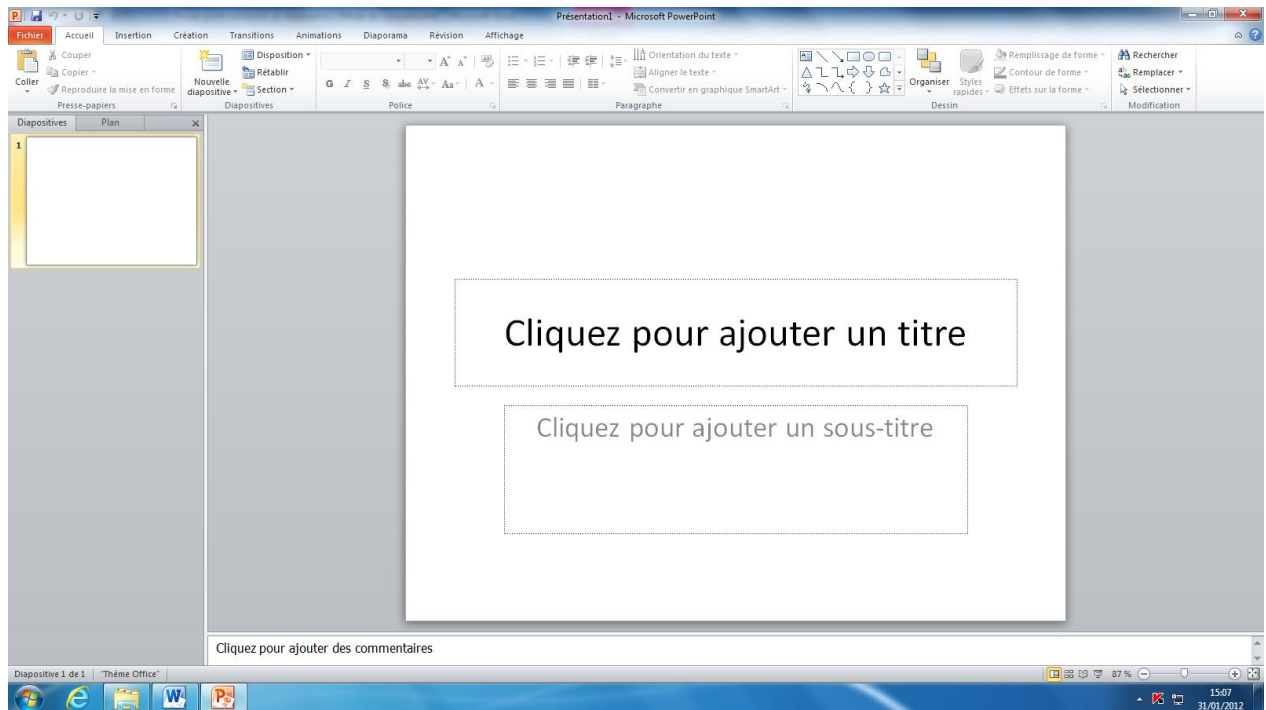 Présentation1 - Microsoft PowerPoint
Fichier Accueil Insertion Création Transitions Animations Diaporama Révision Affichage
Coller
Couper
Copier
Reproduire la mise en forme
Presse-papiers
Nouvelle diapositive
Disposition
Rétablir
Section
Diapositives
G I S S abc AV Aa A
Police
Orientation du texte
Aligner le texte
Convertir en graphique SmartArt
Paragraphe
Organiser
Styles rapides
Remplissage de forme
Contour de forme
Effets sur la forme
Dessin
Rechercher
Remplacer
Sélectionner
Modification
Diapositives Plan
1
Cliquez pour ajouter un titre
Cliquez pour ajouter un sous-titre
Cliquez pour ajouter des commentaires
Diapositive 1 de 1 "Thème Office" 87 %
15:07
31/01/2012